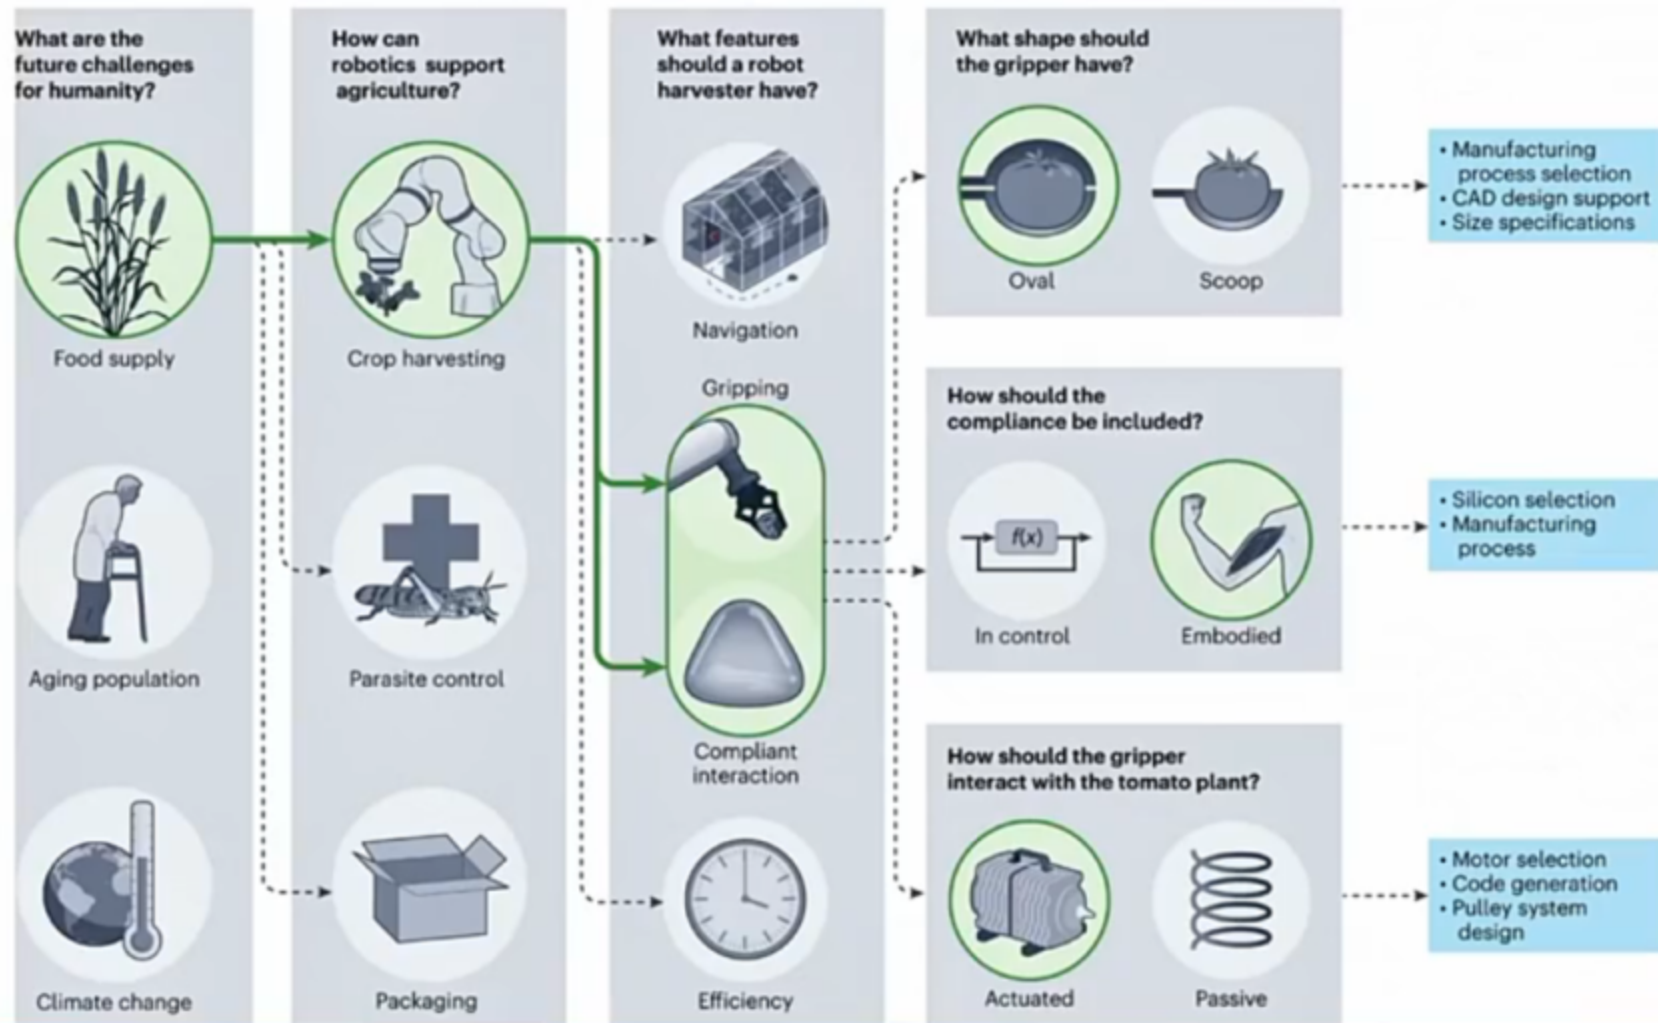 What are the
future challenges
for humanity?
Food supply
Aging population
Climate change
How can
robotics support
agriculture?
Crop harvesting
Parasite control
Packaging
What features
should a robot
harvester have?
Navigation
Gripping
Compliant
interaction
Efficiency
What shape should
the gripper have?
Oval
Scoop
• Manufacturing
process selection
• CAD design support
• Size specifications
How should the
compliance be included?
f(x)
In control
Embodied
• Silicon selection
• Manufacturing
process
How should the gripper
interact with the tomato plant?
Actuated
Passive
• Motor selection
• Code generation
• Pulley system
design